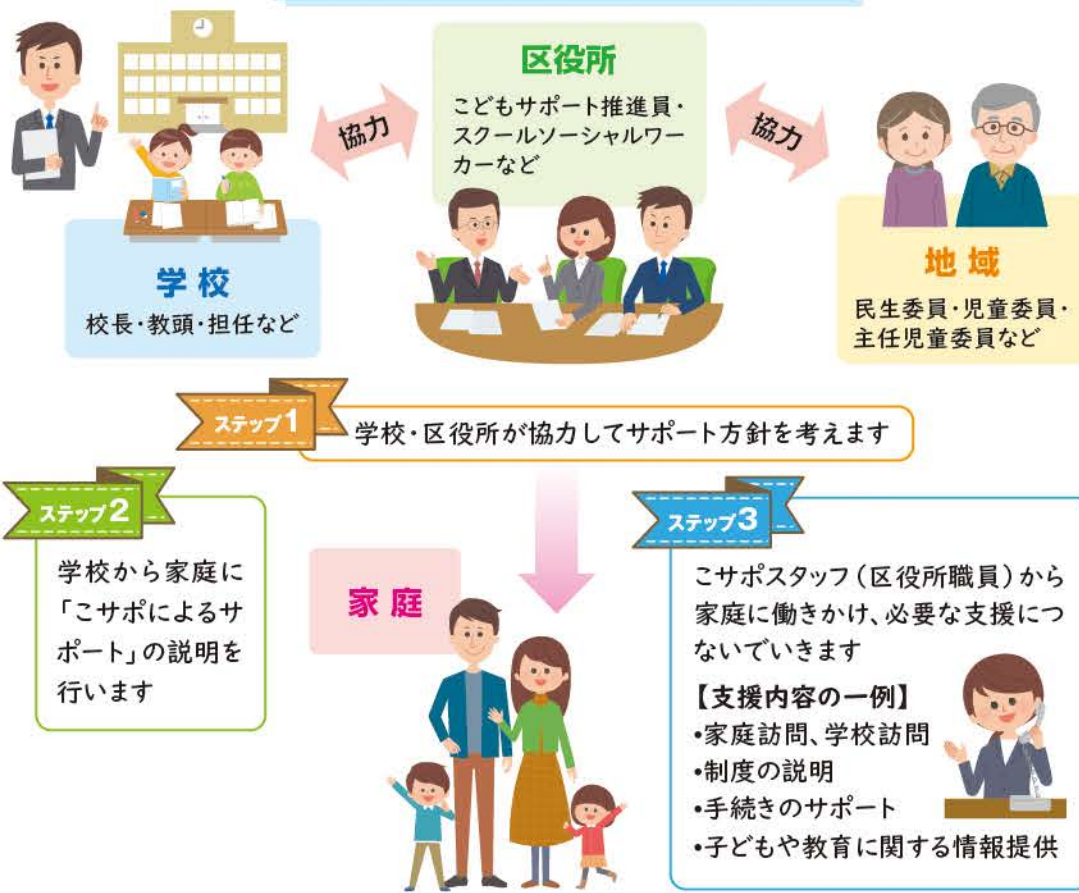 区役所
こどもサポート推進員・
スクールソーシャルワー
カーなど
協力
協力
学校
校長・教頭・担任など
地域
民生委員・児童委員・
主任児童委員など
ステップ1
学校・区役所が協力してサポート方針を考えます
ステップ2
学校から家庭に
「こサポによるサ
ポート」の説明を
行います
家庭
ステップ3
こサポスタッフ(区役所職員)から
家庭に働きかけ、必要な支援につ
ないでいきます
【支援内容の一例】
・家庭訪問、学校訪問
・制度の説明
・手続きのサポート
・子どもや教育に関する情報提供